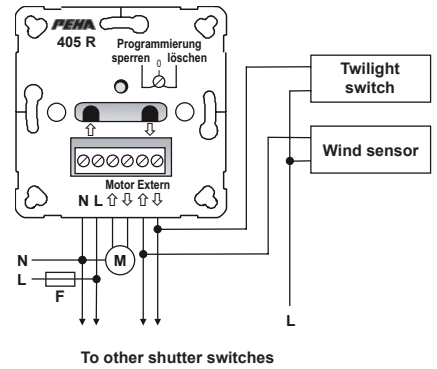 PEHA
405 R
Programmierung
sperren 0 löschen
Motor Extern
N L ⇧ ⇩ ⇧ ⇩
Twilight
switch
Wind sensor
N
M
L
F
L
To other shutter switches